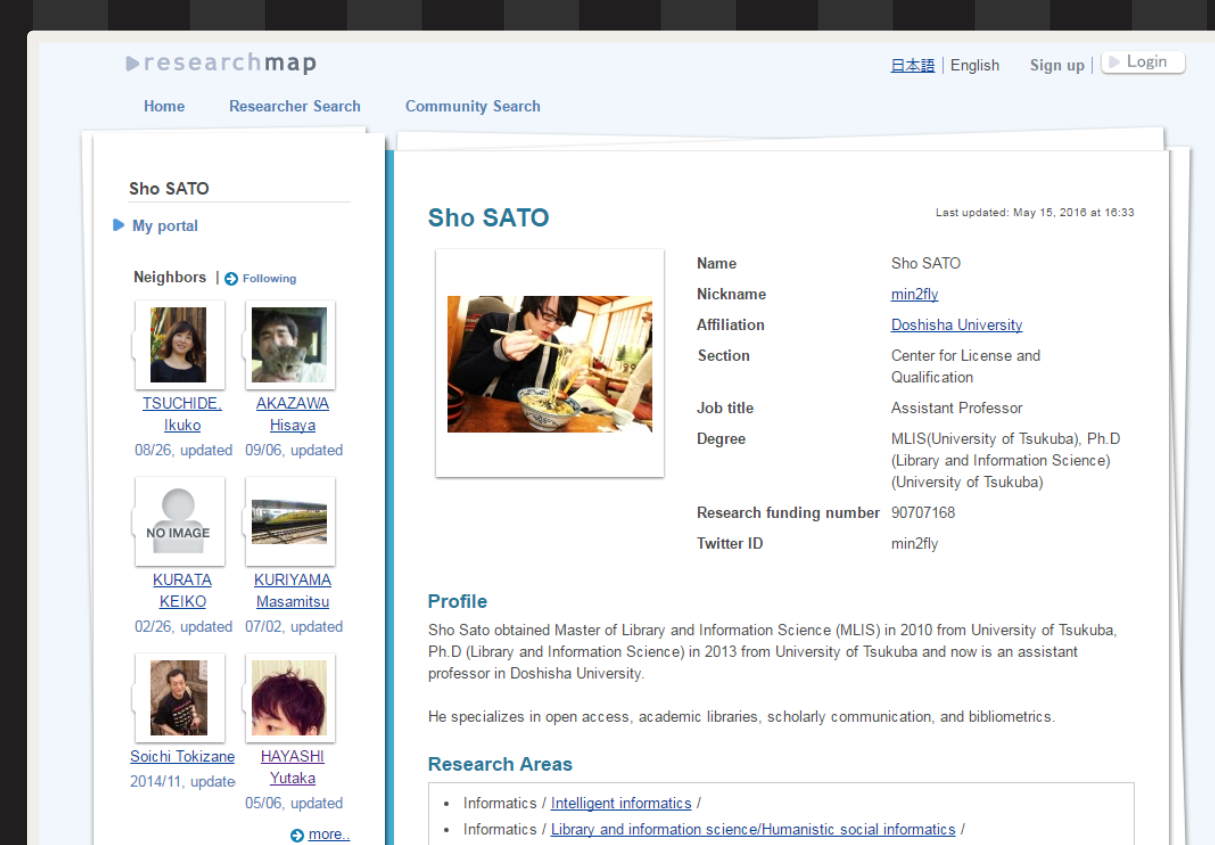 researchmap
日本語 | English Sign up | Login
Home Researcher Search Community Search
Sho SATO
My portal
Neighbors | Following
TSUCHIDE, Ikuko
08/26, updated
AKAZAWA Hisaya
09/06, updated
NO IMAGE
KURATA KEIKO
02/26, updated
KURIYAMA Masamitsu
07/02, updated
Soichi Tokizane
2014/11, update
HAYASHI Yutaka
05/06, updated
more..
Sho SATO
Last updated: May 15, 2016 at 16:33
Name Sho SATO
Nickname min2fly
Affiliation Doshisha University
Section Center for License and
Qualification
Job title Assistant Professor
Degree MLIS(University of Tsukuba), Ph.D
(Library and Information Science)
(University of Tsukuba)
Research funding number 90707168
Twitter ID min2fly
Profile
Sho Sato obtained Master of Library and Information Science (MLIS) in 2010 from University of Tsukuba,
Ph.D (Library and Information Science) in 2013 from University of Tsukuba and now is an assistant
professor in Doshisha University.
He specializes in open access, academic libraries, scholarly communication, and bibliometrics.
Research Areas
• Informatics / Intelligent informatics /
• Informatics / Library and information science/Humanistic social informatics /